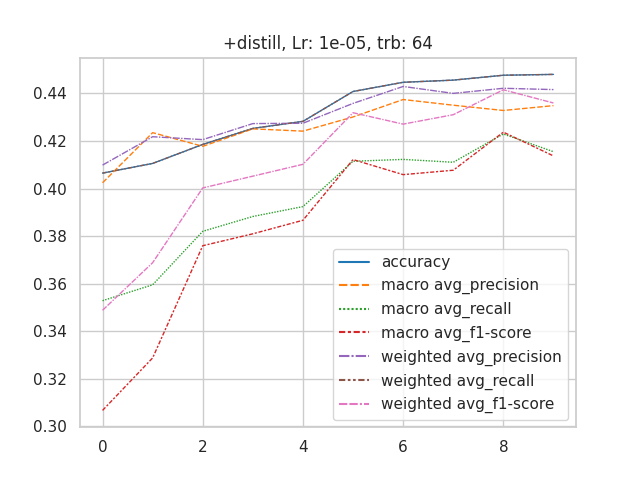 +distill, Lr: 1e-05, trb: 64
0.44
0.42
0.40
0.38
0.36
0.34
0.32
0.30
accuracy
macro avg_precision
macro avg_recall
macro avg_f1-score
weighted avg_precision
weighted avg_recall
weighted avg_f1-score
0 2 4 6 8